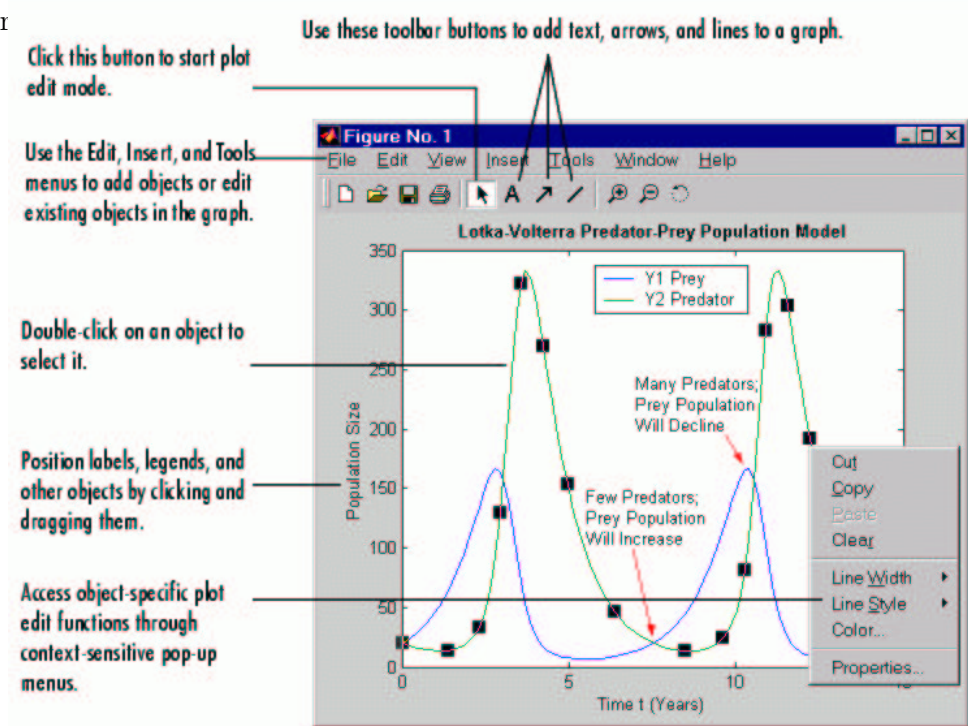 Use these toolbar buttons to add text, arrows, and lines to a graph.
Click this button to start plot
edit mode.
Use the Edit, Insert, and Tools
menus to add objects or edit
existing objects in the graph.
Double-click on an object to
select it.
Position labels, legends, and
other objects by clicking and
dragging them.
Access object-specific plot
edit functions through
context-sensitive pop-up
menus.
Figure No. 1
File Edit View Insert Tools Window Help
A
Lotka-Volterra Predator-Prey Population Model
350
300
250
200
150
100
50
0
Population Size
Y1 Prey
Y2 Predator
Many Predators;
Prey Population
Will Decline
Few Predators;
Prey Population
Will Increase
Cut
Copy
Paste
Clear
Line Width
Line Style
Color...
Properties...
0 5 10
Time t (Years)